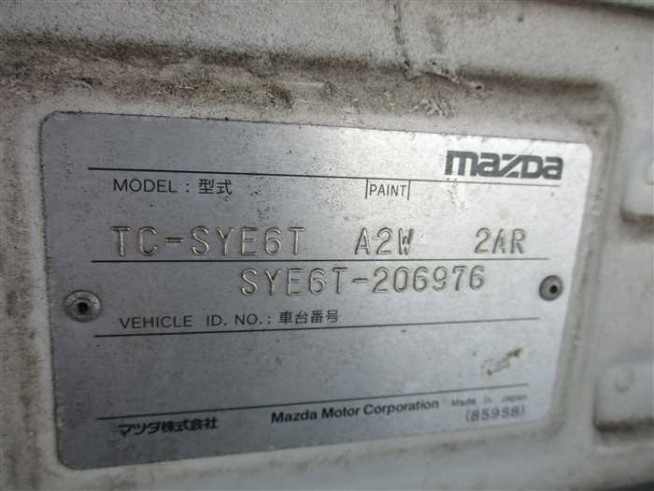 mazda
MODEL : 型式 PAINT
TC-SYE6T A2W 2AR
SYE6T-206976
VEHICLE ID. NO.: 車台番号
マツダ株式会社 Mazda Motor Corporation Made in Japan
(8595B)